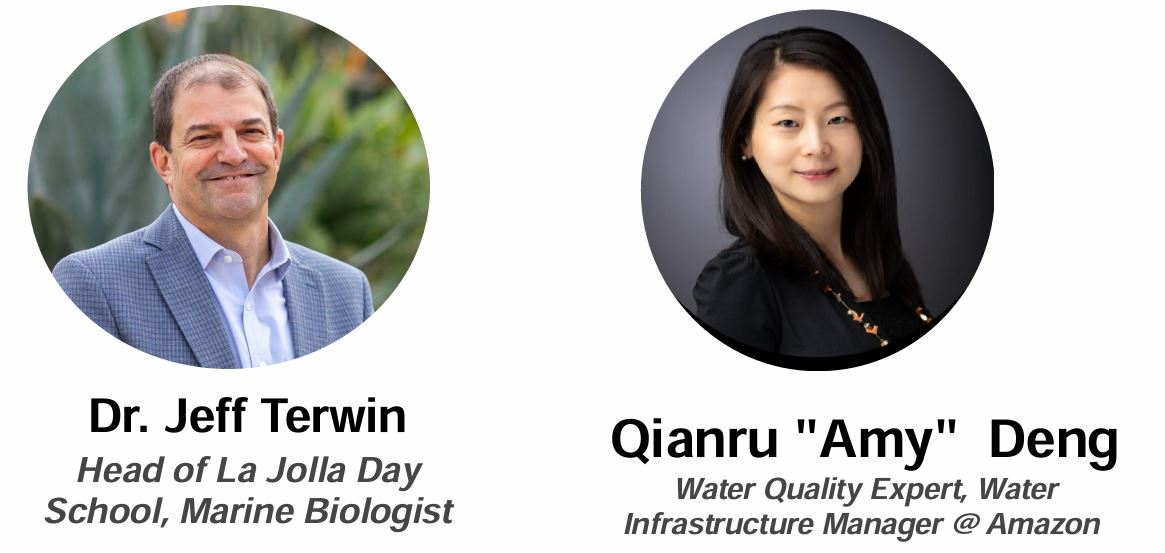 Dr. Jeff Terwin
Head of La Jolla Day
School, Marine Biologist
Qianru "Amy" Deng
Water Quality Expert, Water
Infrastructure Manager @ Amazon